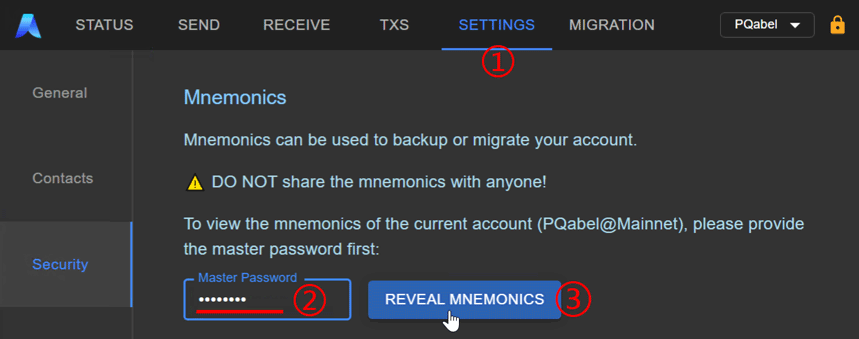 STATUS SEND RECEIVE TXS SETTINGS MIGRATION PQabel
①
General
Mnemonics
Mnemonics can be used to backup or migrate your account.
Contacts
DO NOT share the mnemonics with anyone!
To view the mnemonics of the current account (PQabel@Mainnet), please provide
the master password first:
Security
Master Password
•••••••• ② REVEAL MNEMONICS ③